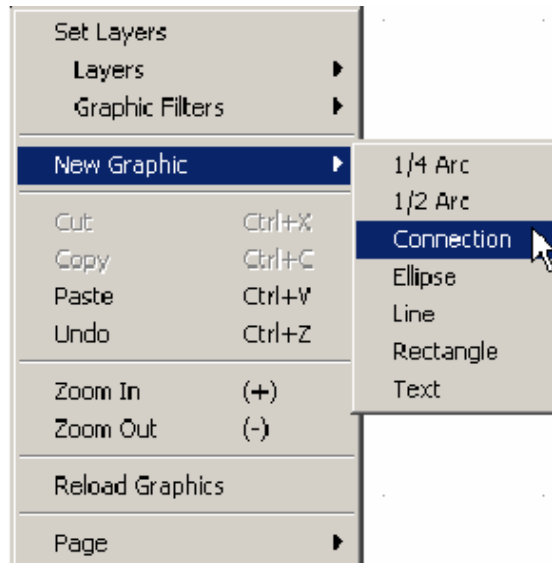 Set Layers
Layers
Graphic Filters
New Graphic
Cut Ctrl+X
Copy Ctrl+C
Paste Ctrl+V
Undo Ctrl+Z
Zoom In (+)
Zoom Out (-)
Reload Graphics
Page
1/4 Arc
1/2 Arc
Connection
Ellipse
Line
Rectangle
Text